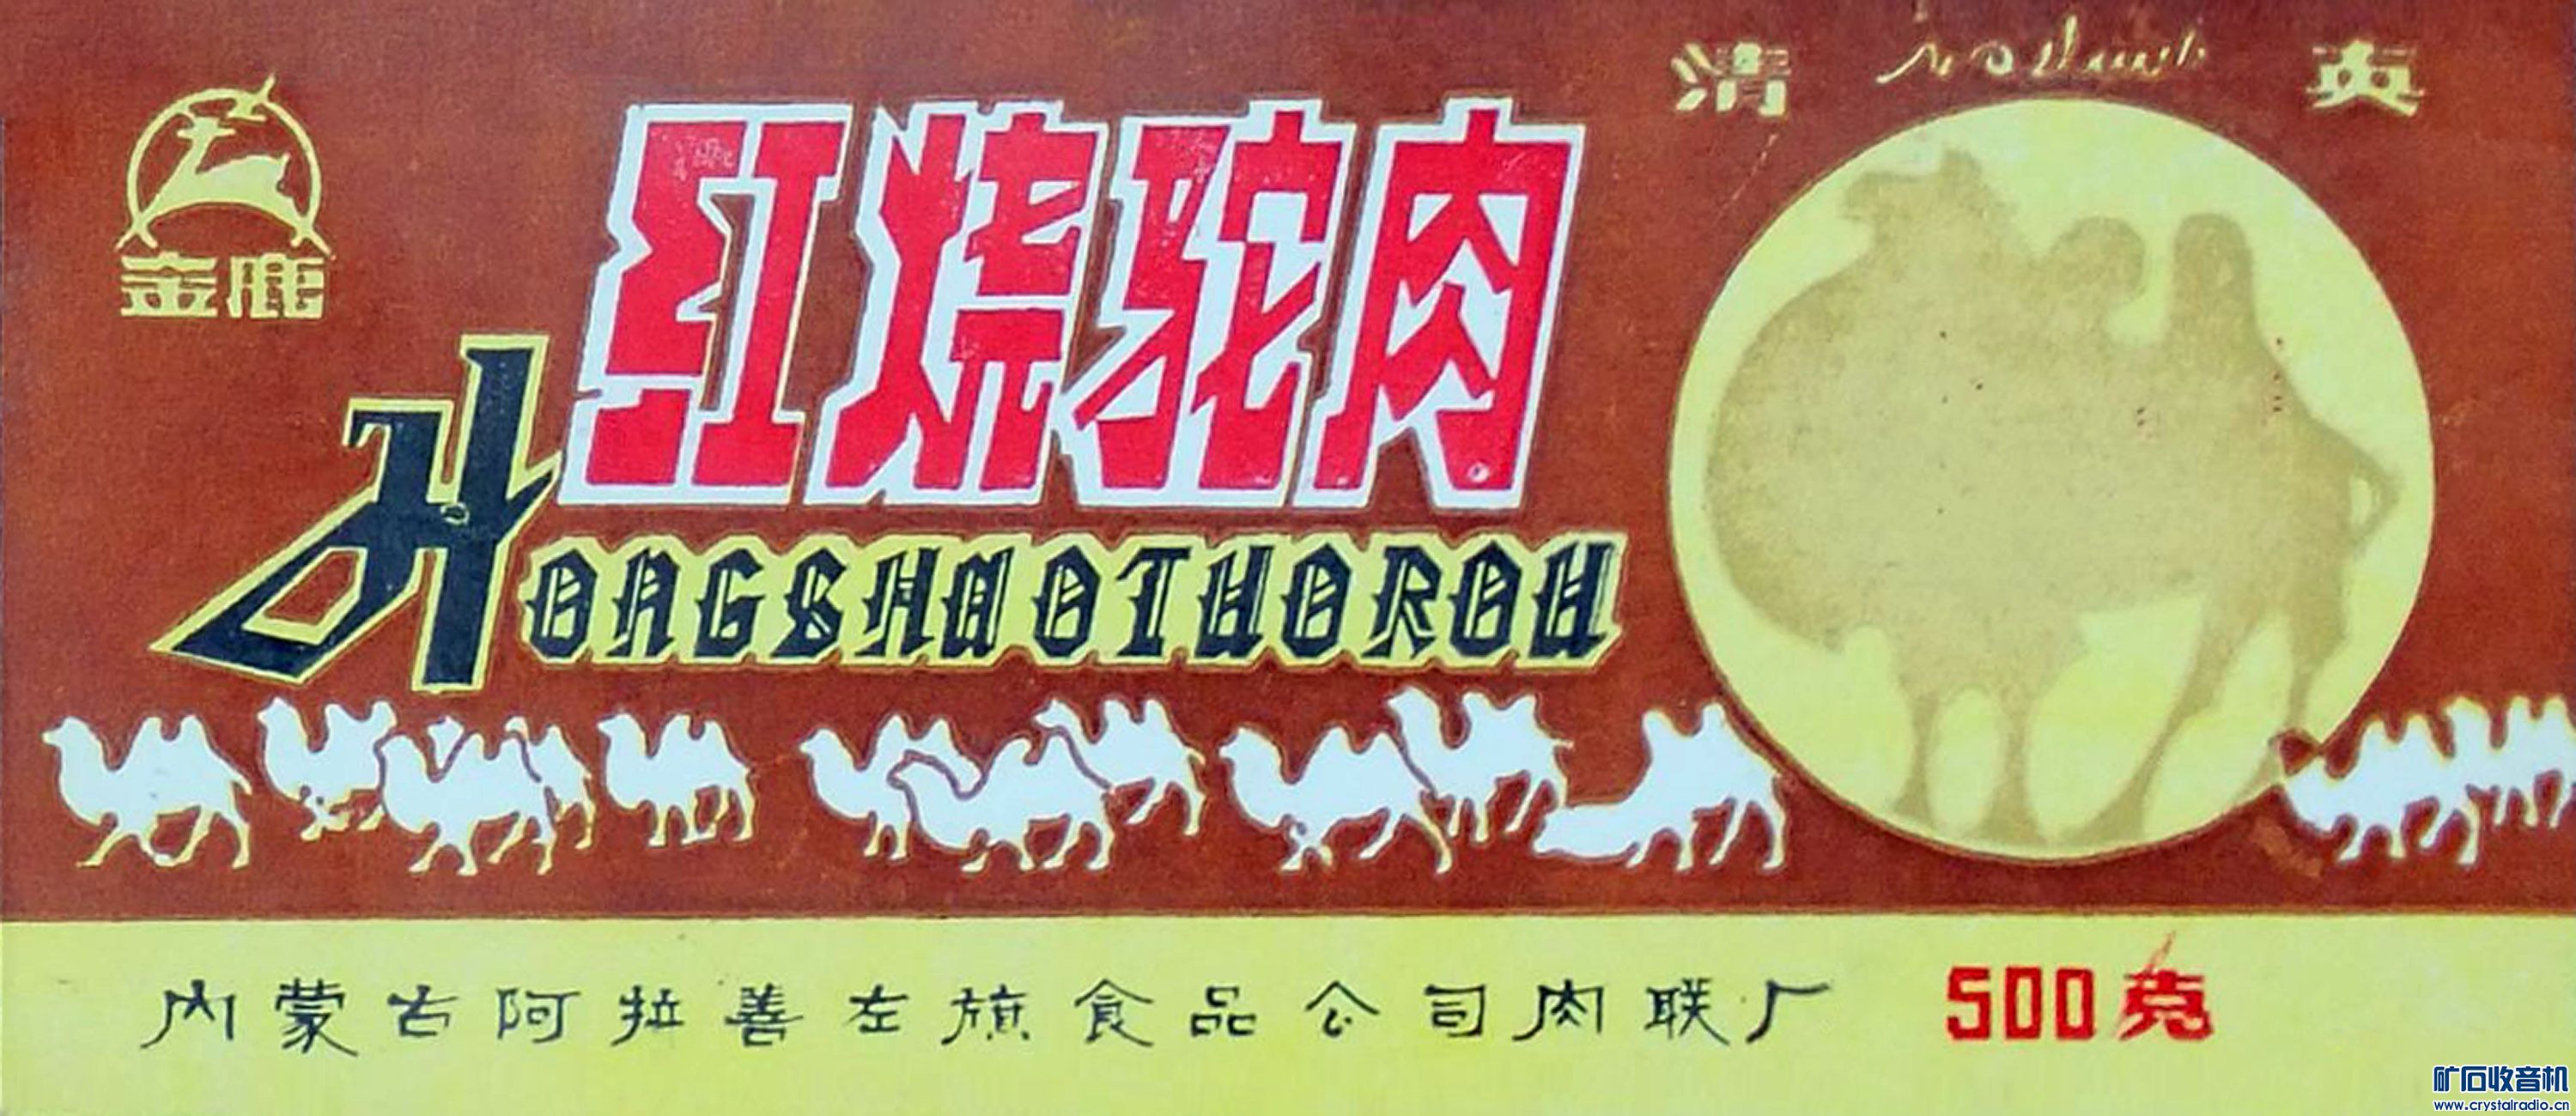 金鹿
清 真
红烧驼肉
HONGSHAOTUOROU
内蒙古阿拉善左旗食品公司肉联厂 500克
矿石收音机
www.crystalradio.cn